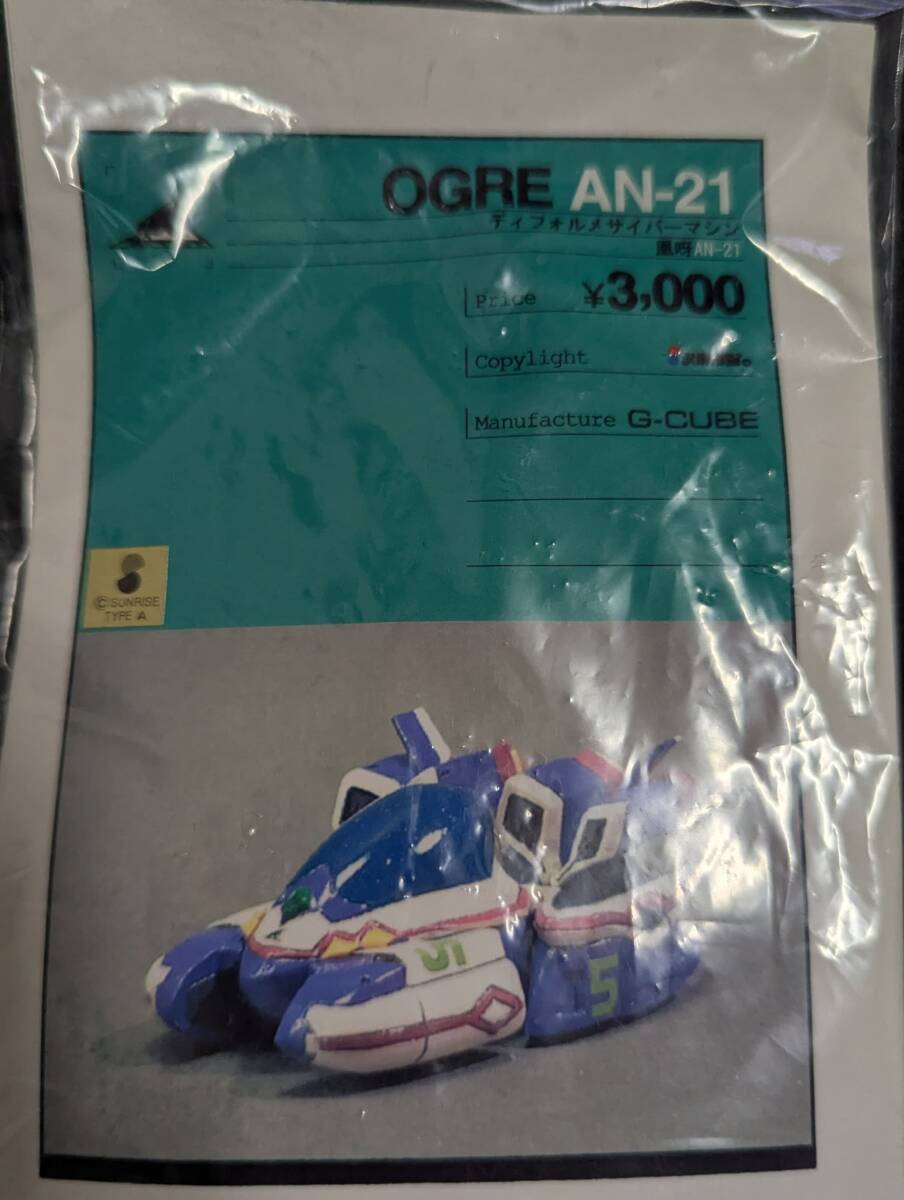 OGRE AN-21
ディフォルメサイバーマシン
凰呀AN-21
Price ¥3,000
Copylight
Manufacture G-CUBE
© SUNRISE
TYPE A
5
5